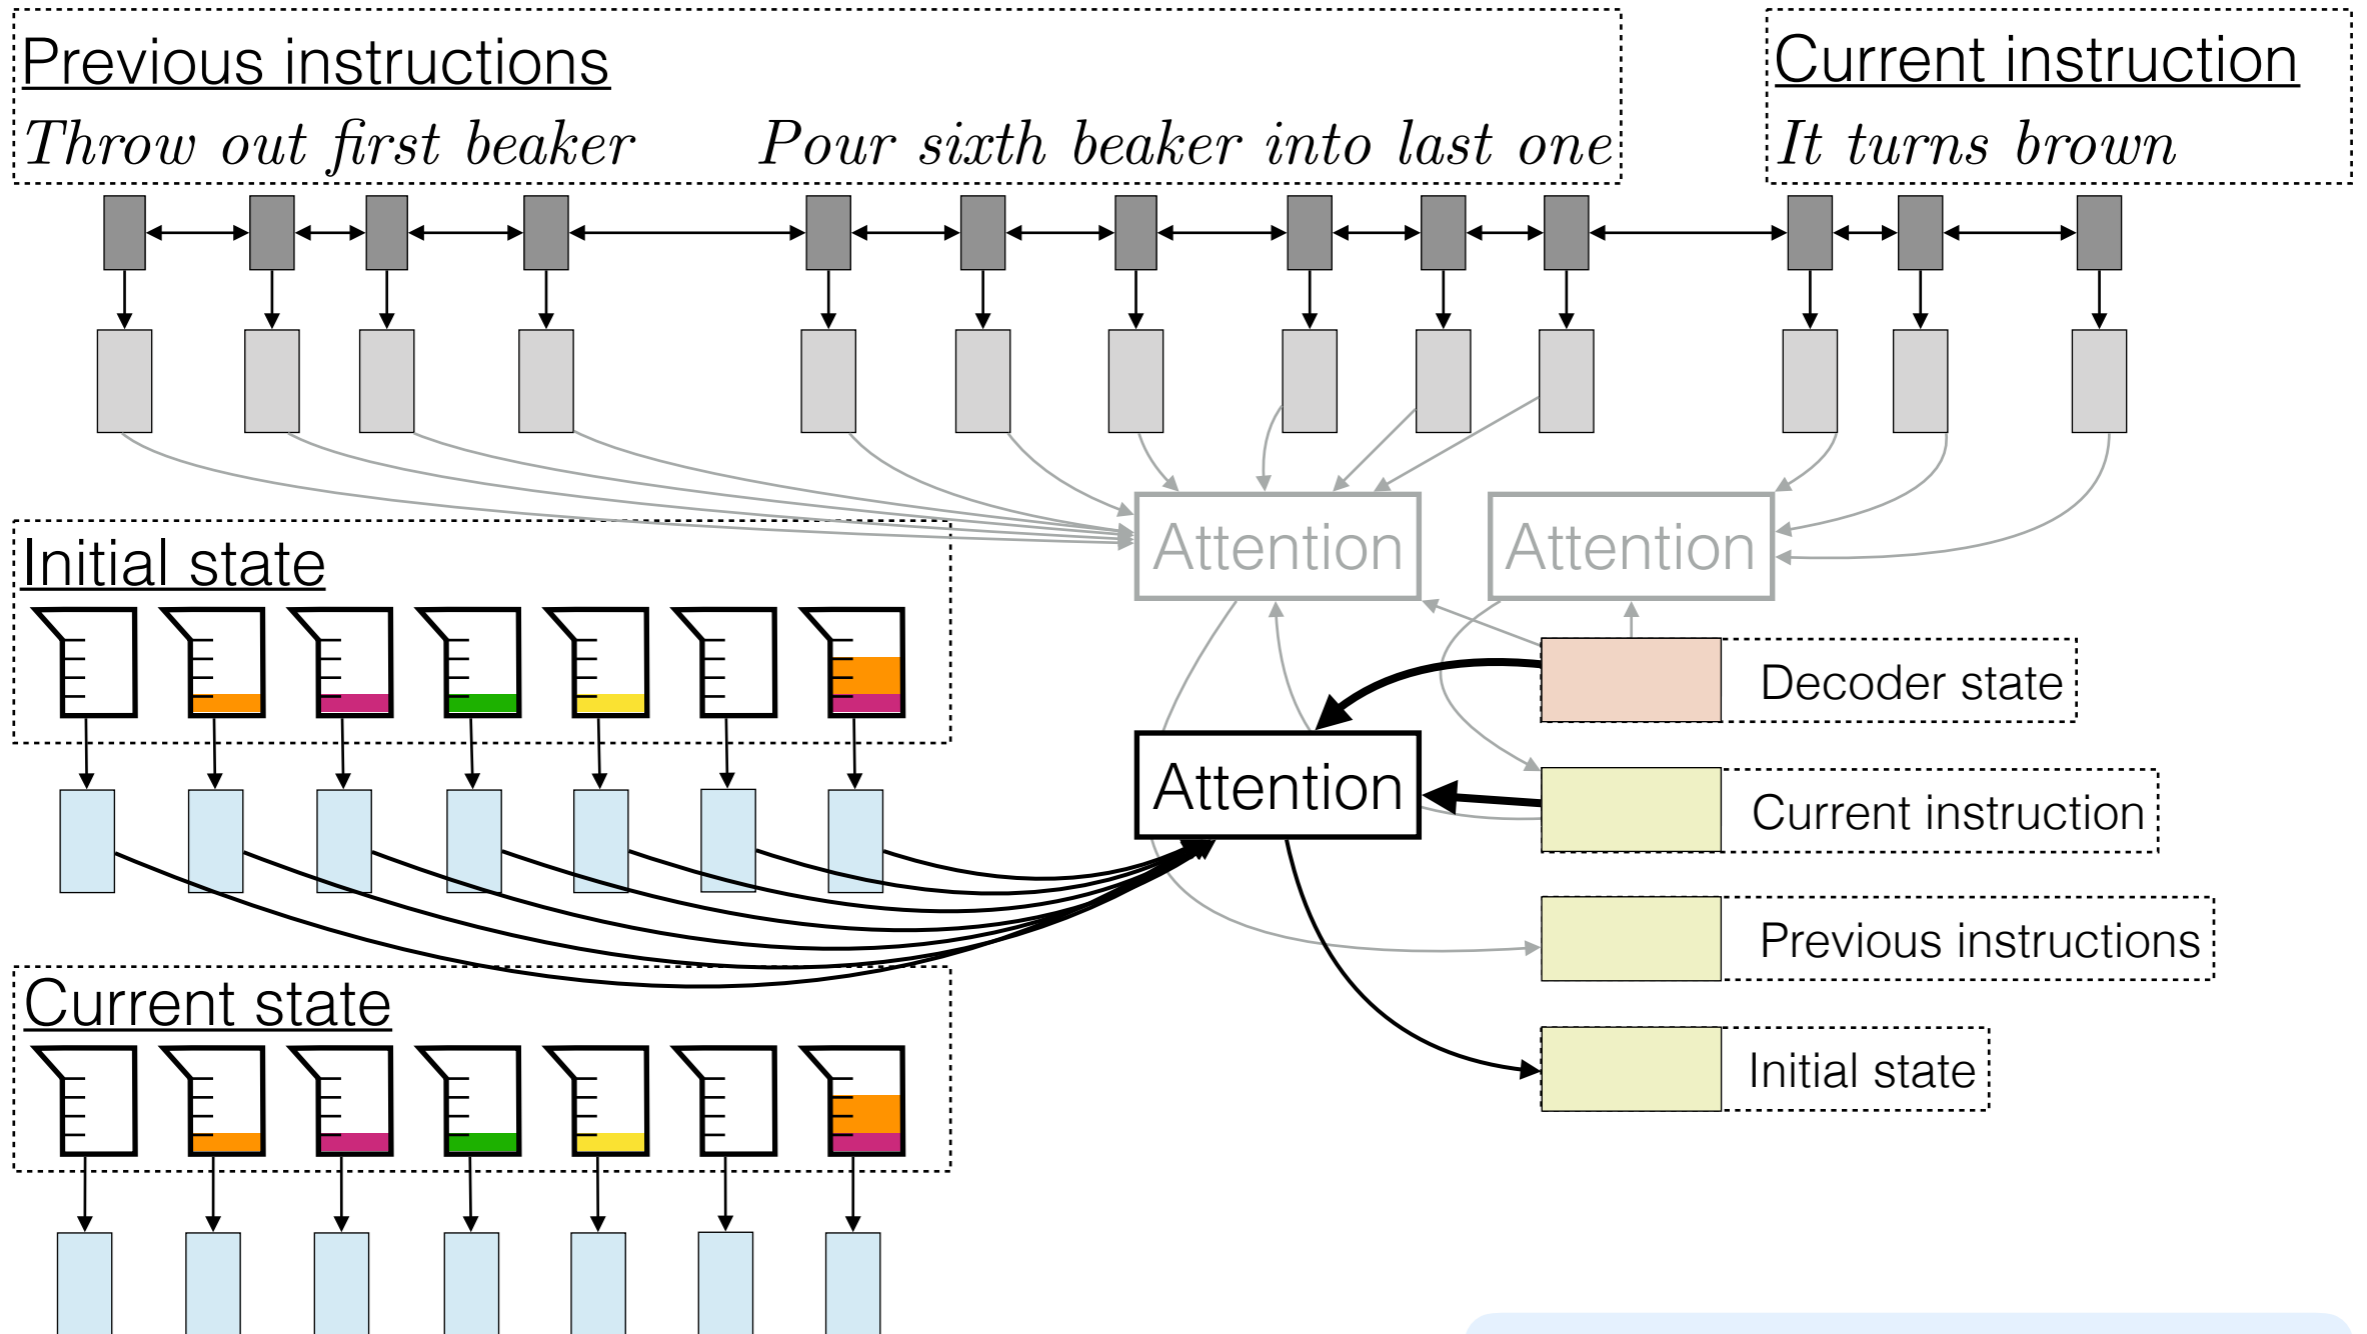 Previous instructions
Throw out first beaker
Pour sixth beaker into last one
Current instruction
It turns brown
Attention
Attention
Initial state
Decoder state
Attention
Current instruction
Previous instructions
Current state
Initial state